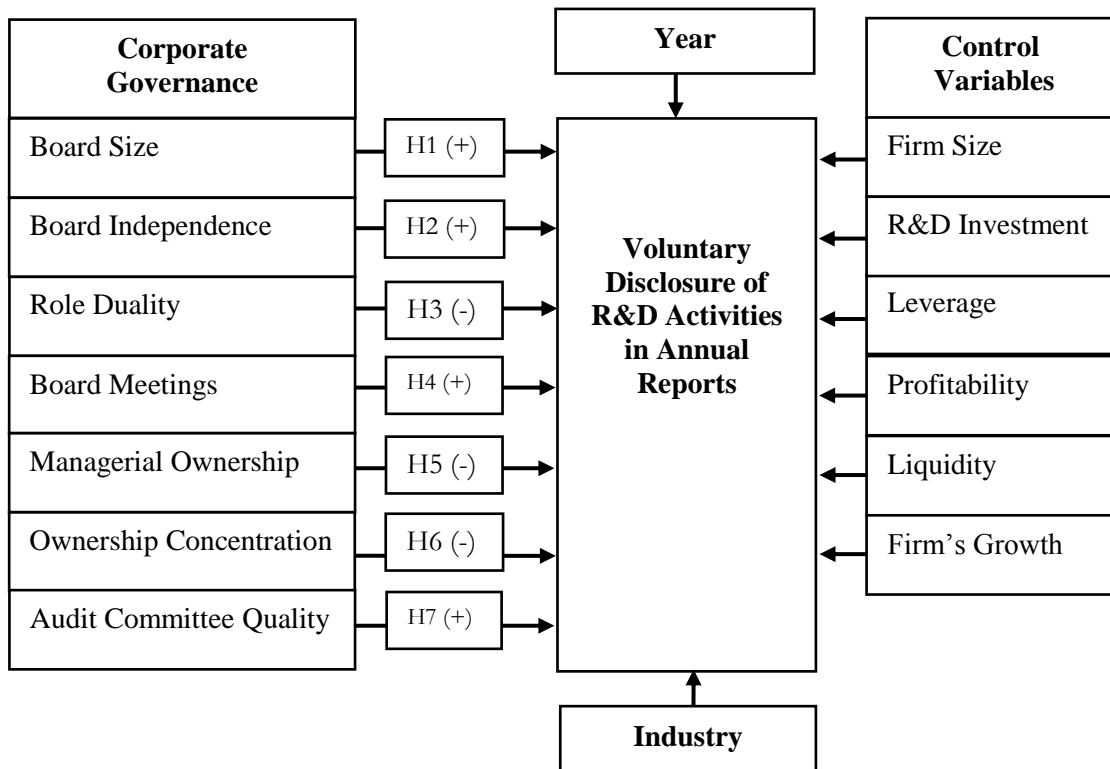 Corporate
Governance
Board Size
Board Independence
Role Duality
Board Meetings
Managerial Ownership
Ownership Concentration
Audit Committee Quality
H1 (+)
H2 (+)
H3 (-)
H4 (+)
H5 (-)
H6 (-)
H7 (+)
Year
Voluntary
Disclosure of
R&D Activities
in Annual
Reports
Industry
Control
Variables
Firm Size
R&D Investment
Leverage
Profitability
Liquidity
Firm’s Growth